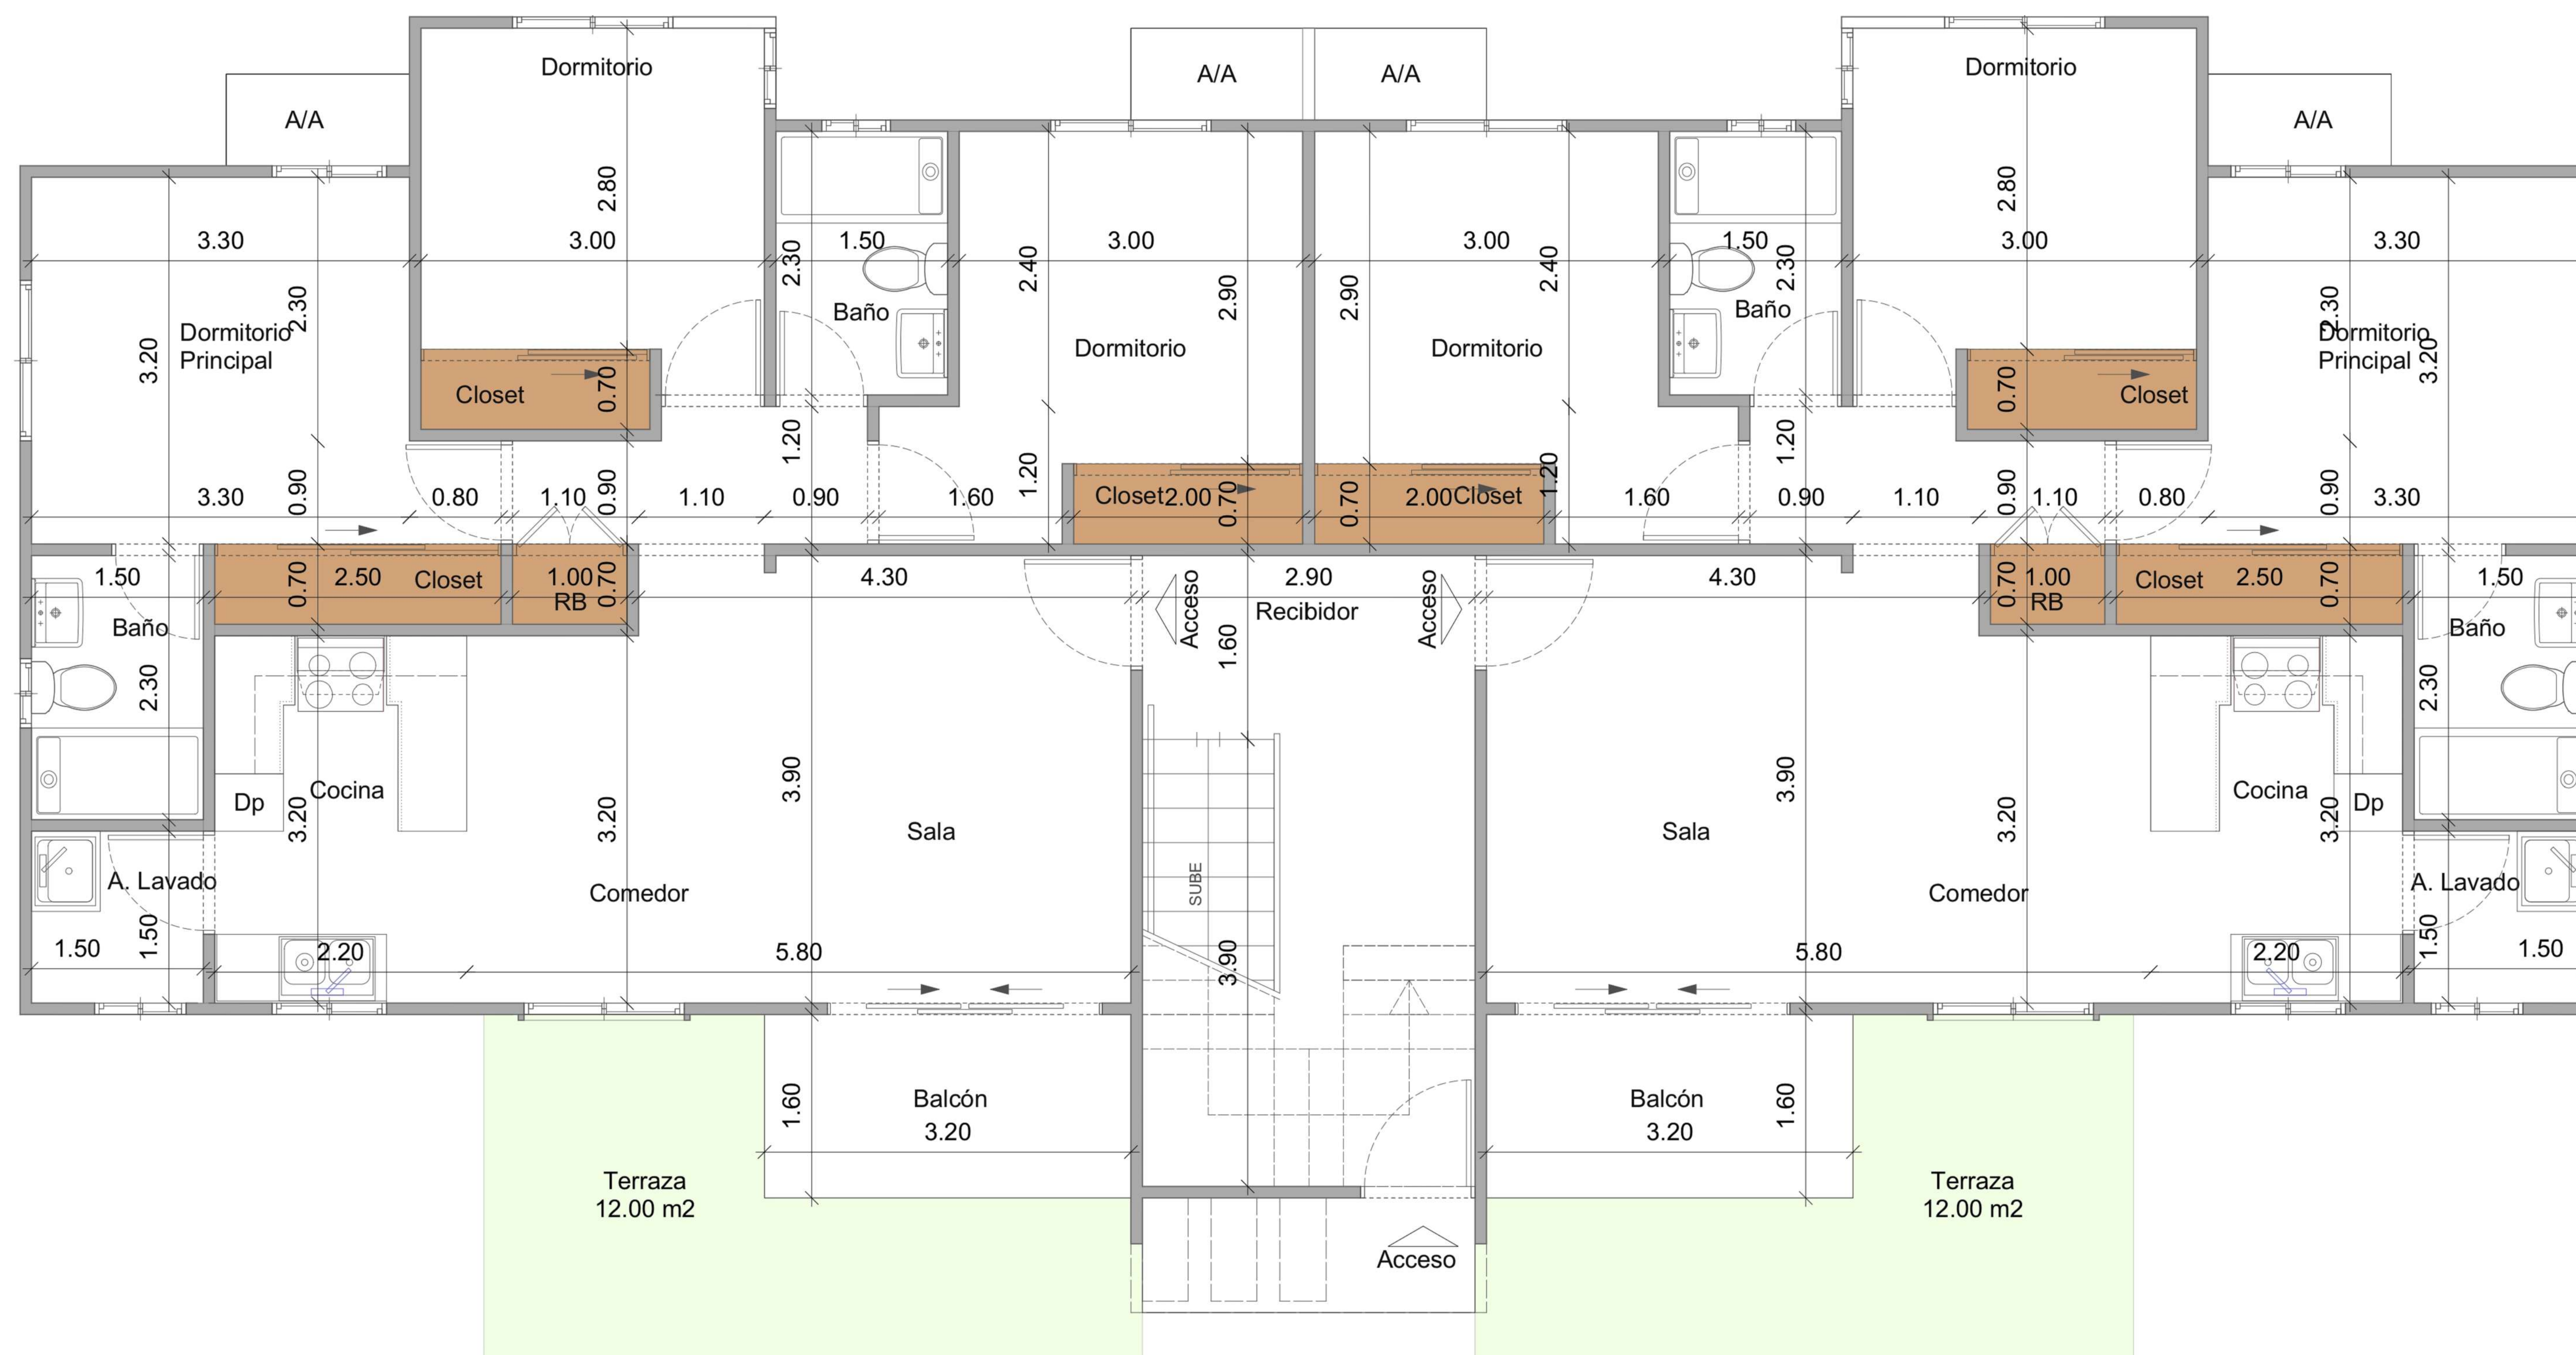 Dormitorio
A/A
A/A
Dormitorio
A/A
A/A
2.80
2.80
3.30
3.00
2.30
1.50
2.40
3.00
2.90
2.90
3.00
2.40
1.50
2.30
3.00
3.30
Dormitorio
Principal
2.30
3.20
Baño
Dormitorio
Dormitorio
Baño
2.30
Dormitorio
Principal
3.20
Closet
0.70
0.70
Closet
1.20
1.20
1.20
1.20
3.30
0.90
0.80
1.10
0.90
1.10
0.90
1.60
Closet
2.00
0.70
0.70
2.00
Closet
1.60
0.90
1.10
0.90
1.10
0.80
0.90
3.30
1.50
0.70
2.50
Closet
1.00
RB
0.70
4.30
Acceso
2.90
Recibidor
Acceso
4.30
0.70
1.00
RB
Closet
2.50
0.70
1.50
Baño
2.30
1.60
Baño
2.30
Dp
Cocina
3.20
3.20
3.90
Sala
SUBE
Sala
3.90
3.20
Cocina
3.20
Dp
A. Lavado
Comedor
Comedor
A. Lavado
1.50
1.50
2.20
5.80
3.90
5.80
2.20
1.50
1.50
1.60
Balcón
3.20
Balcón
3.20
1.60
Terraza
12.00 m2
Terraza
12.00 m2
Acceso